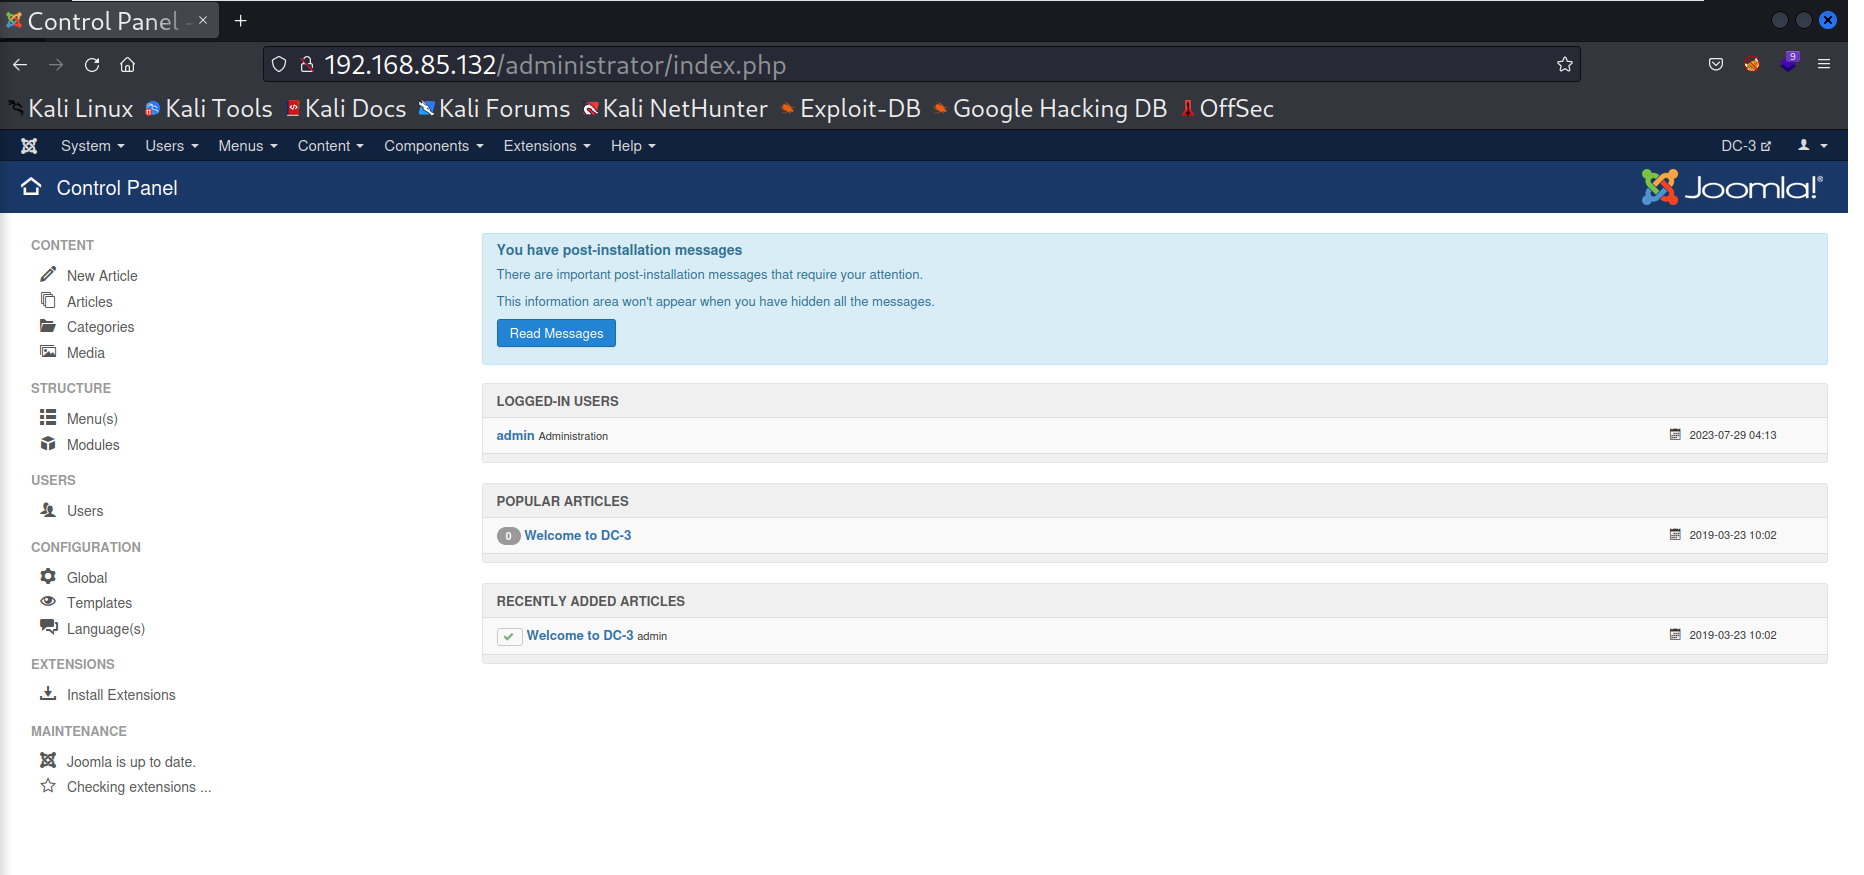 Control Panel -
192.168.85.132/administrator/index.php
9
Kali Linux Kali Tools Kali Docs Kali Forums Kali NetHunter Exploit-DB Google Hacking DB OffSec
System Users Menus Content Components Extensions Help DC-3
Control Panel
Joomla!®
CONTENT
New Article
Articles
Categories
Media
STRUCTURE
Menu(s)
Modules
USERS
Users
CONFIGURATION
Global
Templates
Language(s)
EXTENSIONS
Install Extensions
MAINTENANCE
Joomla is up to date.
Checking extensions ...
You have post-installation messages
There are important post-installation messages that require your attention.
This information area won't appear when you have hidden all the messages.
Read Messages
LOGGED-IN USERS
admin Administration 2023-07-29 04:13
POPULAR ARTICLES
0 Welcome to DC-3 2019-03-23 10:02
RECENTLY ADDED ARTICLES
Welcome to DC-3 admin 2019-03-23 10:02